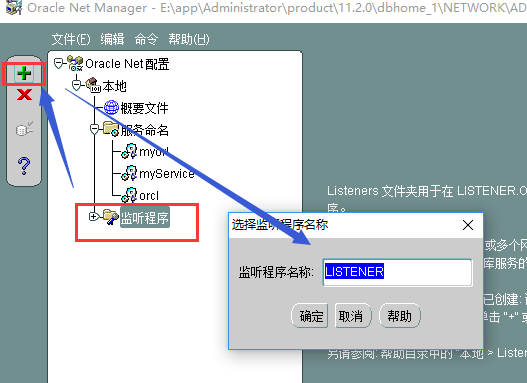 Oracle Net Manager - E:\app\Administrator\product\11.2.0\dbhome_1\NETWORK\AD
文件(F) 编辑 命令 帮助(H)
Oracle Net 配置
本地
概要文件
服务命名
myorl
myService
orcl
监听程序
Listeners 文件夹用于在 LISTENER.O
序。
选择监听程序名称
或多个网
监听程序名称: LISTENER
库服务的
已创建:
确定 取消 帮助
单击 "+" 或
另请参阅: 帮助目录中的 "本地 > Listen